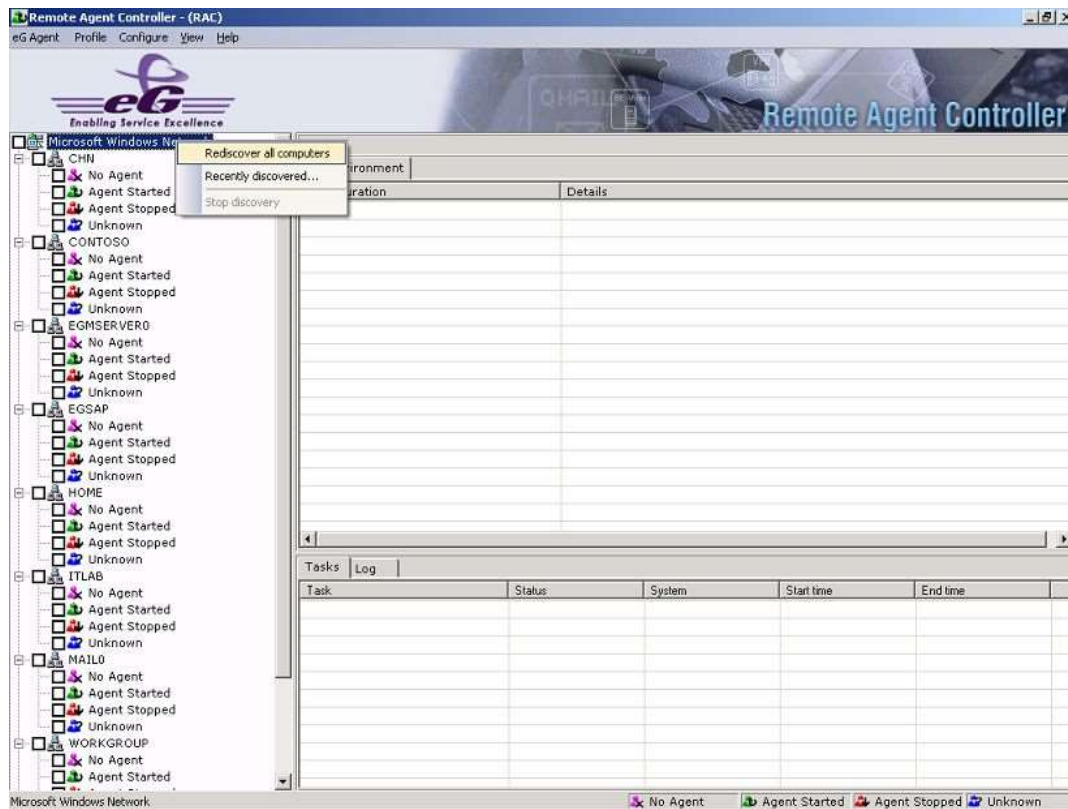 Remote Agent Controller - (RAC)
eG Agent Profile Configure View Help
eG
Enabling Service Excellence
Remote Agent Controller
Microsoft Windows Ne
Rediscover all computers
Recently discovered...
Stop discovery
CHN
No Agent
Agent Started
Agent Stopped
Unknown
CONTOSO
No Agent
Agent Started
Agent Stopped
Unknown
EGMSERVER0
No Agent
Agent Started
Agent Stopped
Unknown
EGSAP
No Agent
Agent Started
Agent Stopped
Unknown
HOME
No Agent
Agent Started
Agent Stopped
Unknown
ITLAB
No Agent
Agent Started
Agent Stopped
Unknown
MAIL0
No Agent
Agent Started
Agent Stopped
Unknown
WORKGROUP
No Agent
Agent Started
ironment
uration Details
Tasks Log
Task Status System Start time End time
Microsoft Windows Network No Agent Agent Started Agent Stopped Unknown